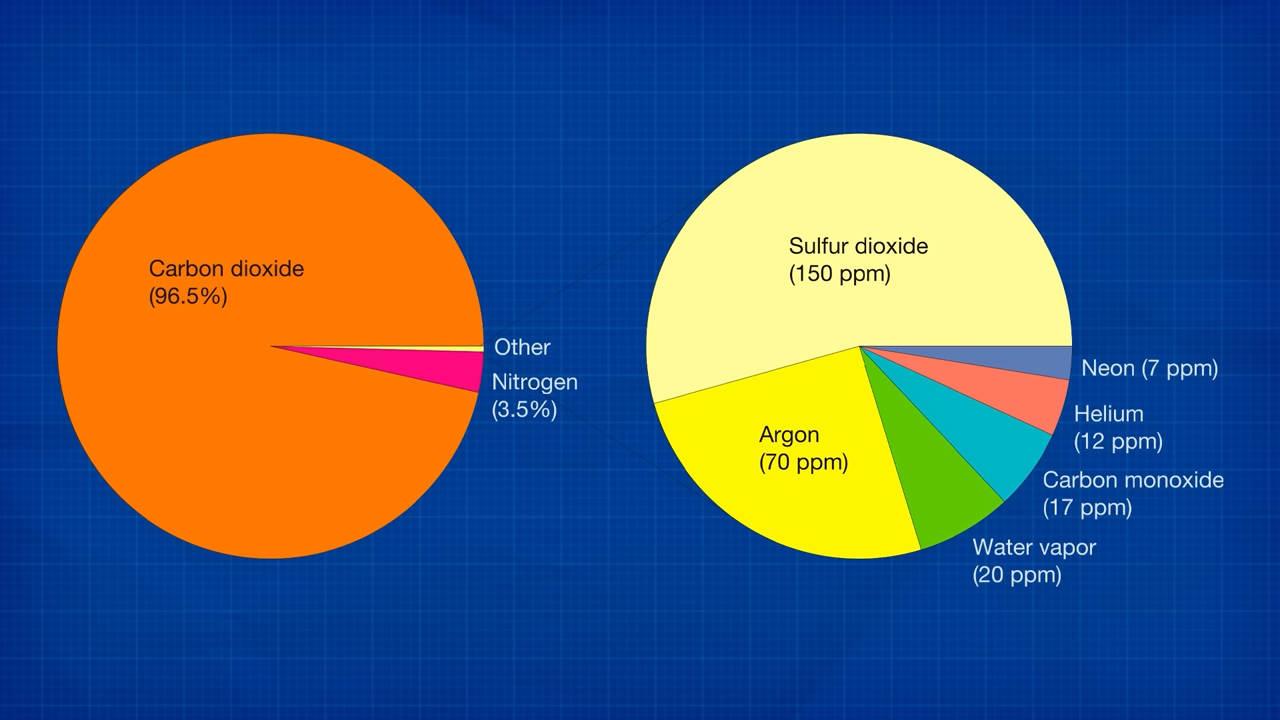 Carbon dioxide
(96.5%)
Other
Nitrogen
(3.5%)
Sulfur dioxide
(150 ppm)
Argon
(70 ppm)
Neon (7 ppm)
Helium
(12 ppm)
Carbon monoxide
(17 ppm)
Water vapor
(20 ppm)